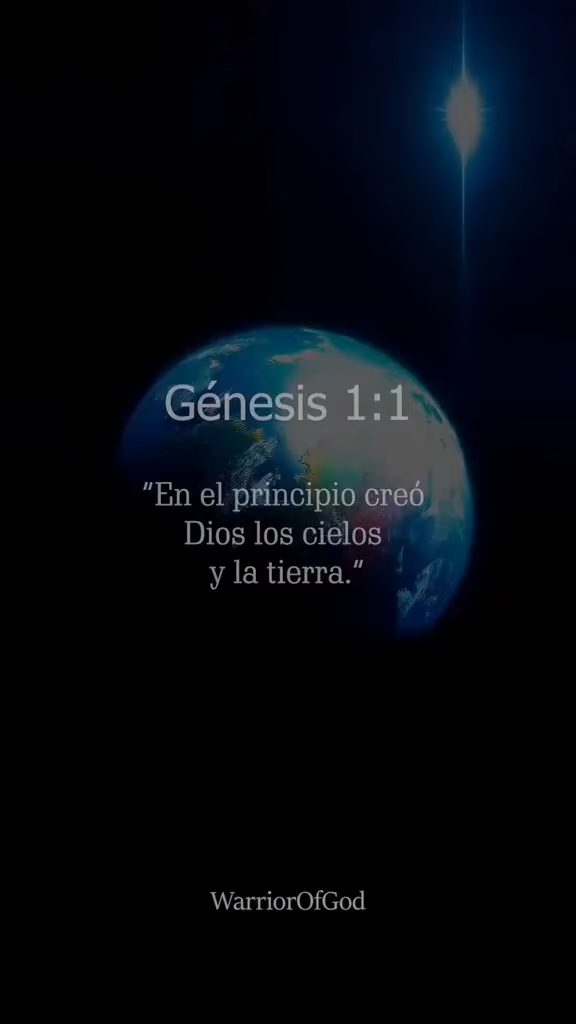 Génesis 1:1
"En el principio creó
Dios los cielos
y la tierra."
WarriorOfGod